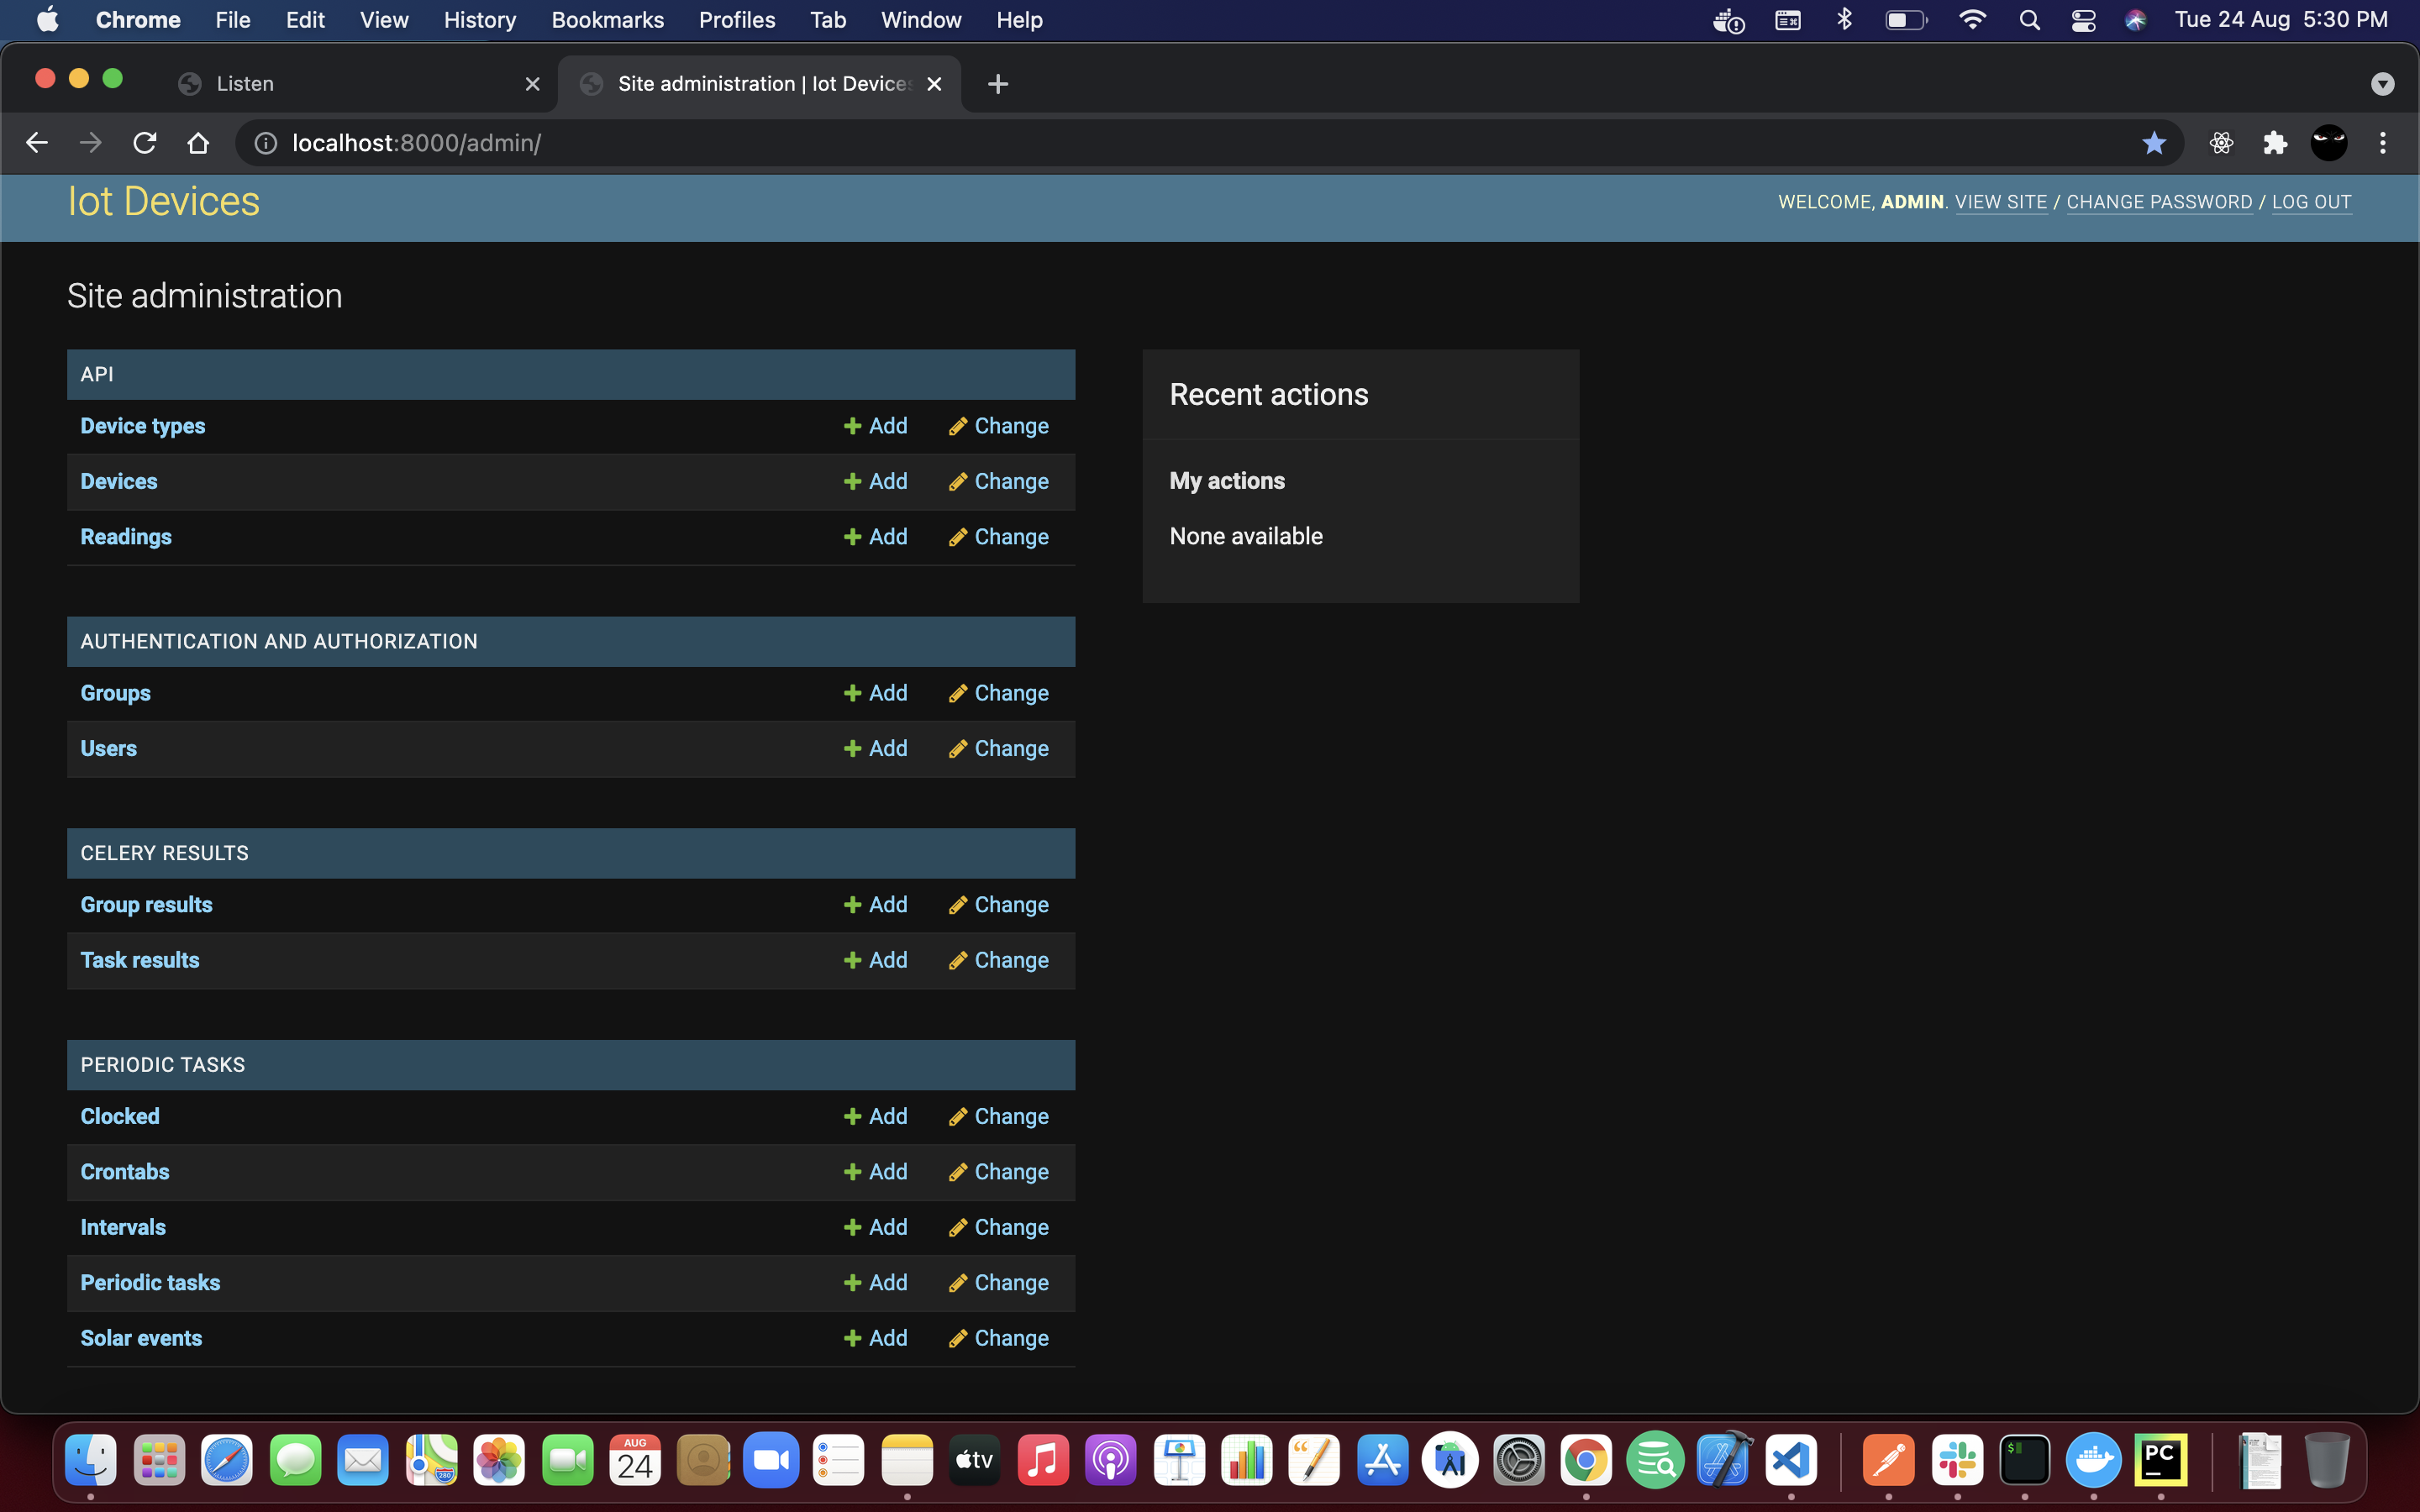 Chrome File Edit View History Bookmarks Profiles Tab Window Help Tue 24 Aug 5:30 PM
Listen Site administration | Iot Devices
localhost:8000/admin/
Iot Devices WELCOME, ADMIN. VIEW SITE / CHANGE PASSWORD / LOG OUT
Site administration
API
Device types Add Change
Devices Add Change
Readings Add Change
Recent actions
My actions
None available
AUTHENTICATION AND AUTHORIZATION
Groups Add Change
Users Add Change
CELERY RESULTS
Group results Add Change
Task results Add Change
PERIODIC TASKS
Clocked Add Change
Crontabs Add Change
Intervals Add Change
Periodic tasks Add Change
Solar events Add Change
280
AUG
24
tv
$
PC